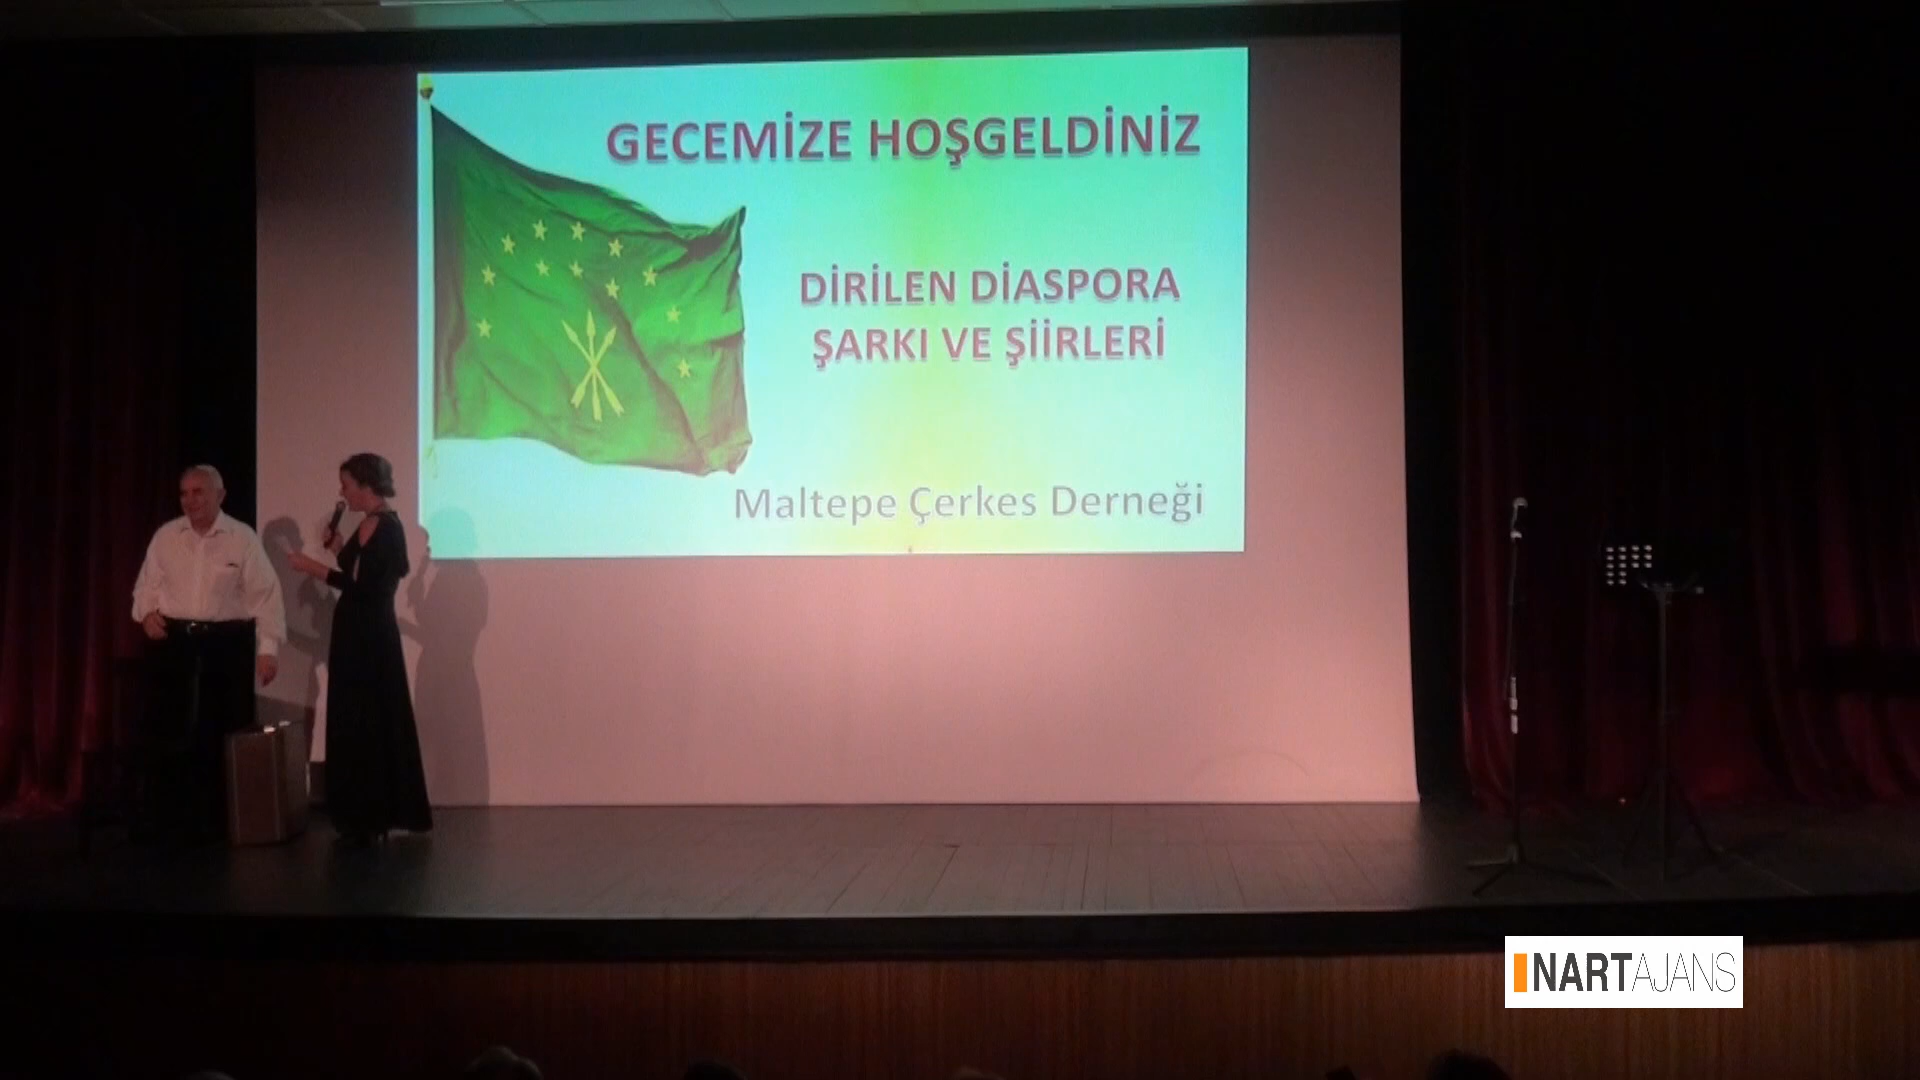 GECEMİZE HOŞGELDİNİZ
DİRİLEN DİASPORA
ŞARKI VE ŞİİRLERİ
Maltepe Çerkes Derneği
NARTAJANS